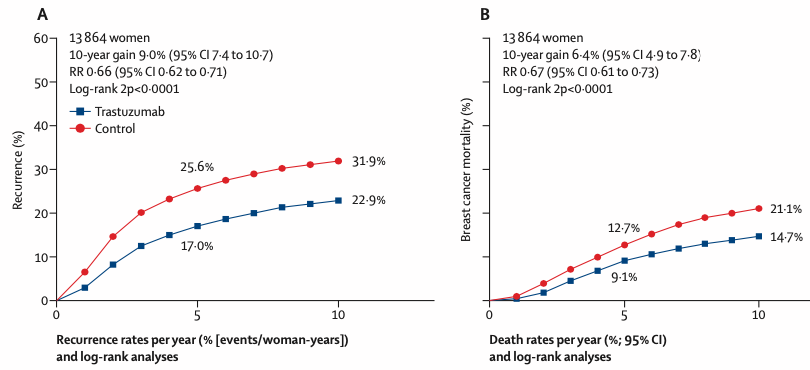 A
13 864 women
10-year gain 9·0% (95% CI 7·4 to 10·7)
RR 0·66 (95% CI 0·62 to 0·71)
Log-rank 2p<0·0001
Trastuzumab
Control
Recurrence (%)
60
50
40
30
20
10
0
25.6%
31·9%
22·9%
17·0%
0
5
10
Recurrence rates per year (% [events/woman-years])
and log-rank analyses
B
13 864 women
10-year gain 6·4% (95% CI 4·9 to 7·8)
RR 0·67 (95% CI 0·61 to 0·73)
Log-rank 2p<0·0001
Breast cancer mortality (%)
12·7%
21·1%
14·7%
9·1%
0
5
10
Death rates per year (%; 95% CI)
and log-rank analyses